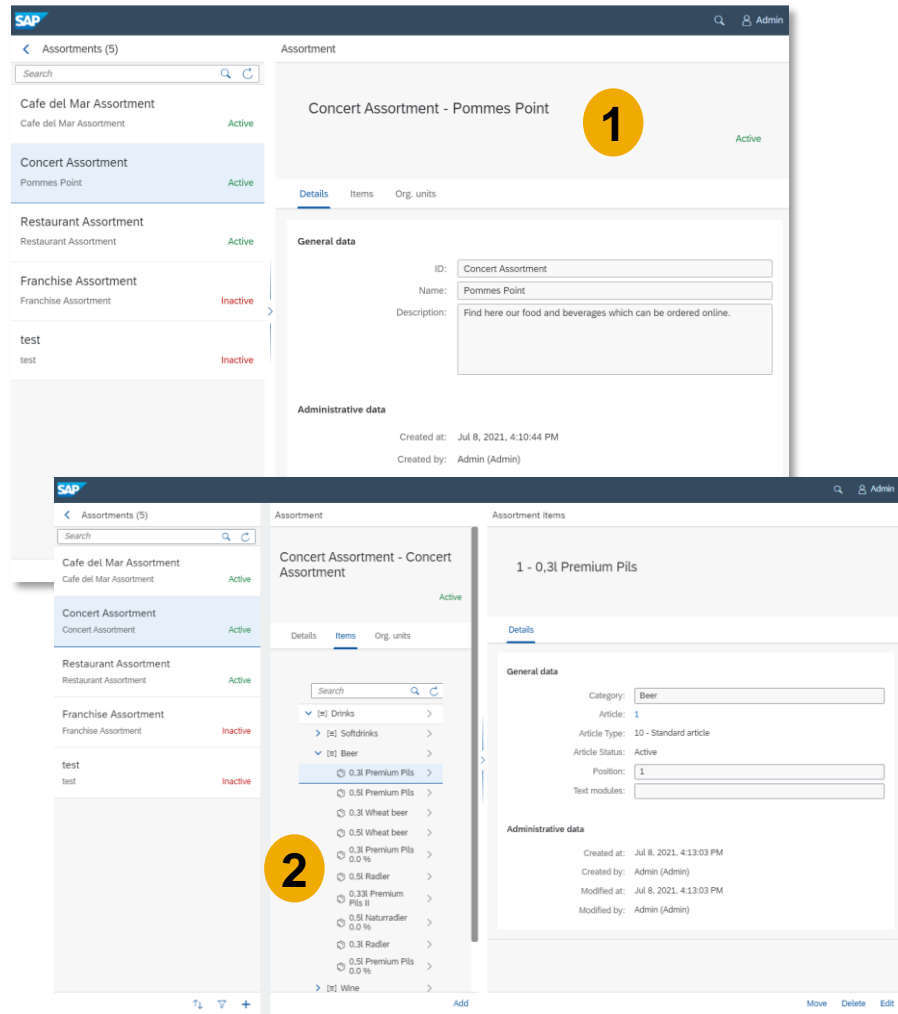 SAP
Admin
Assortments (5)
Assortment
Search
Cafe del Mar Assortment
Cafe del Mar Assortment Active
Concert Assortment
Pommes Point Active
Restaurant Assortment
Restaurant Assortment Active
Franchise Assortment
Franchise Assortment Inactive
test
test Inactive
Concert Assortment - Pommes Point
1
Active
Details Items Org. units
General data
ID: Concert Assortment
Name: Pommes Point
Description: Find here our food and beverages which can be ordered online.
Administrative data
Created at: Jul 8, 2021, 4:10:44 PM
Created by: Admin (Admin)
SAP
Admin
Assortments (5)
Assortment
Assortment items
Search
Cafe del Mar Assortment
Cafe del Mar Assortment Active
Concert Assortment
Concert Assortment Active
Restaurant Assortment
Restaurant Assortment Active
Franchise Assortment
Franchise Assortment Inactive
test
test Inactive
Concert Assortment - Concert
Assortment
Active
Details Items Org. units
Search
[≡] Drinks
[≡] Softdrinks
[≡] Beer
0,3l Premium Pils
0,5l Premium Pils
0,3l Wheat beer
0,5l Wheat beer
0,3l Premium Pils
0.0 %
2
0,5l Radler
0,33l Premium
Pils II
0,5l Naturradler
0.0 %
0,3l Radler
0,5l Premium Pils
0.0 %
[≡] Wine
Add
1 - 0,3l Premium Pils
Details
General data
Category: Beer
Article: 1
Article Type: 10 - Standard article
Article Status: Active
Position: 1
Text modules:
Administrative data
Created at: Jul 8, 2021, 4:13:03 PM
Created by: Admin (Admin)
Modified at: Jul 8, 2021, 4:13:03 PM
Modified by: Admin (Admin)
Move Delete Edit